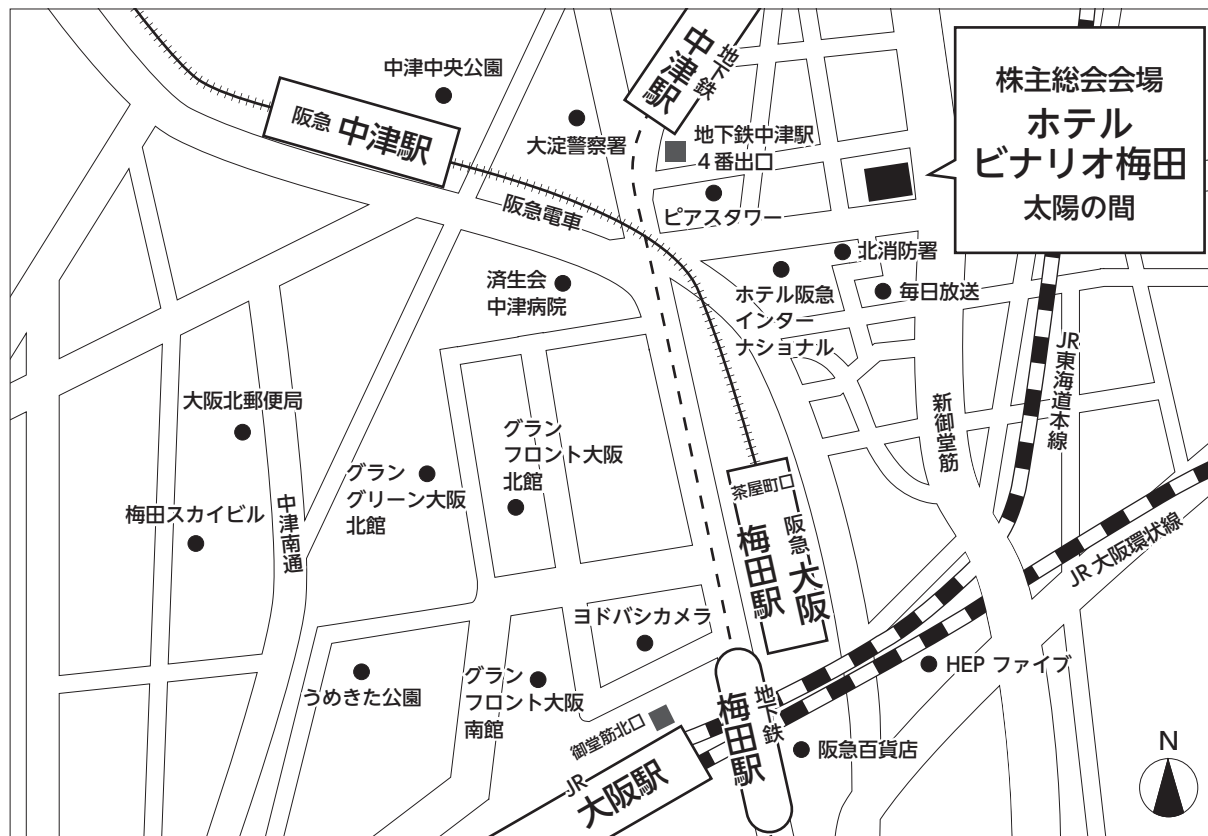 株主総会会場
ホテル
ビナリオ梅田
太陽の間
地下鉄
中津駅
中津中央公園
阪急 中津駅
大淀警察署
地下鉄中津駅
４番出口
ピアスタワー
阪急電車
北消防署
済生会
中津病院
ホテル阪急
インター
ナショナル
毎日放送
JR東海道本線
新御堂筋
大阪北郵便局
グラン
フロント大阪
北館
グラン
グリーン大阪
北館
梅田スカイビル
中津南通
茶屋町口
阪急 大阪
梅田駅
JR大阪環状線
ヨドバシカメラ
HEP ファイブ
うめきた公園
グラン
フロント大阪
南館
御堂筋北口
地下鉄
梅田駅
阪急百貨店
JR
大阪駅
N